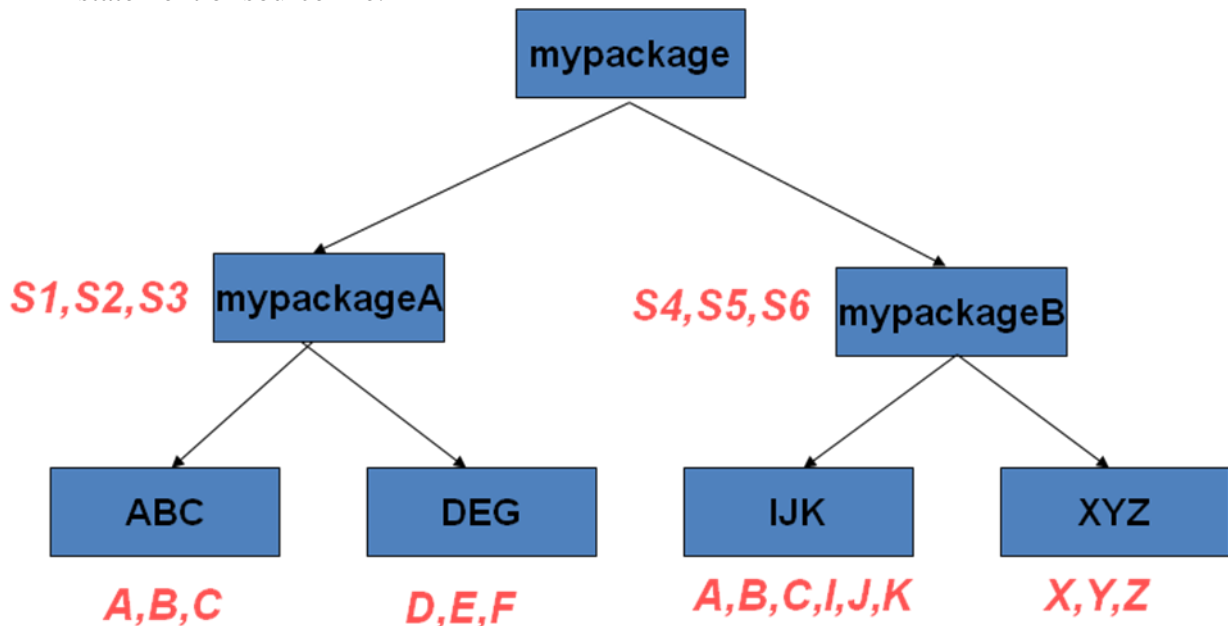 mypackage
S1,S2,S3
mypackageA
S4,S5,S6
mypackageB
ABC
DEG
IJK
XYZ
A,B,C
D,E,F
A,B,C,I,J,K
X,Y,Z